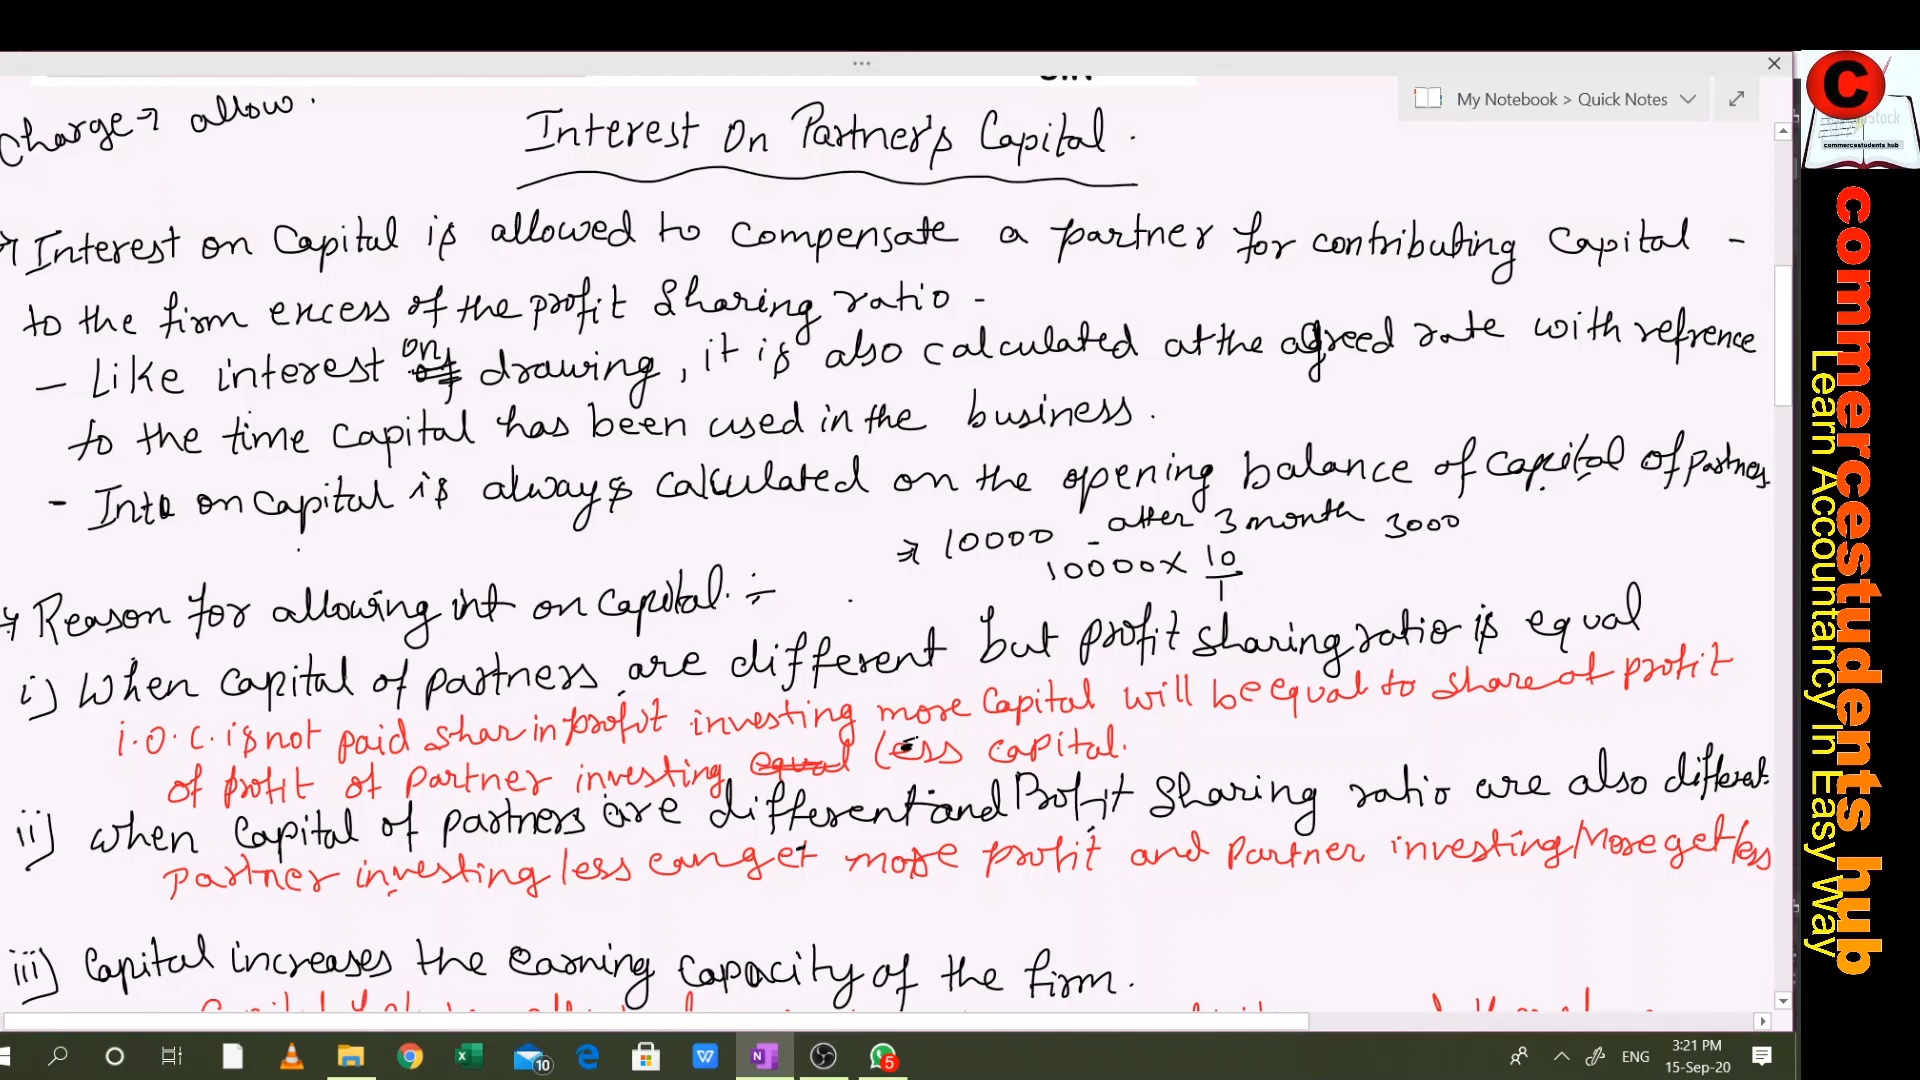 My Notebook > Quick Notes
Charge → allow.
Interest On Partner's Capital.
Interest on Capital is allowed to compensate a partner for contributing Capital -
to the firm excess of the profit Sharing ratio -
- Like interest on drawing, it is also calculated at the agreed rate with refrence
to the time capital has been used in the business.
- Int on capital is always calculated on the opening balance of capital of partners
→ 10000 - after 3 month 3000
10000 x 10
1
Reason for allowing int on capital :-
i) When capital of partners are different but profit sharing ratio is equal
i.o.c. is not paid shar in profit investing more Capital will be equal to share of profit
of profit of partner investing less capital.
ii) when capital of partners are different and Profit Sharing ratio are also different
Partner investing less can get more profit and Partner investing More get less
iii) Capital increases the earning capacity of the firm.
C
commercestudents hub
commercestudents hub
Learn Accountancy In Easy Way
10
5
ENG
3:21 PM
15-Sep-20